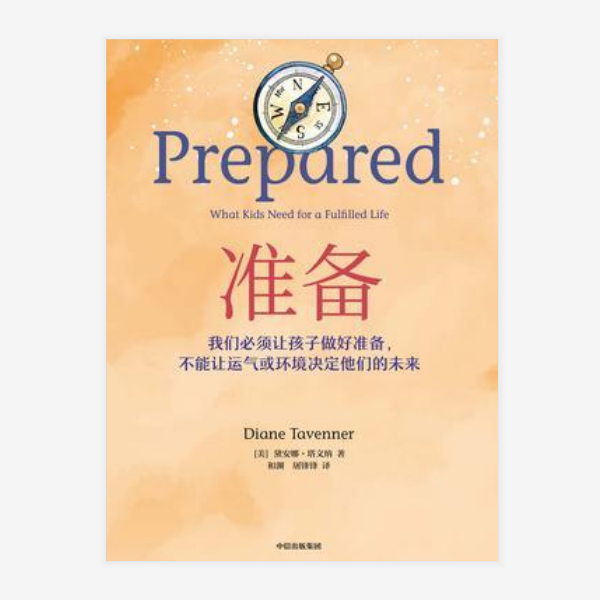 N
E
S
W
Prepared
What Kids Need for a Fulfilled Life
准备
我们必须让孩子做好准备,
不能让运气或环境决定他们的未来
Diane Tavenner
[美] 黛安娜·塔文纳 著
和渊 屠锋锋 译
中信出版集团